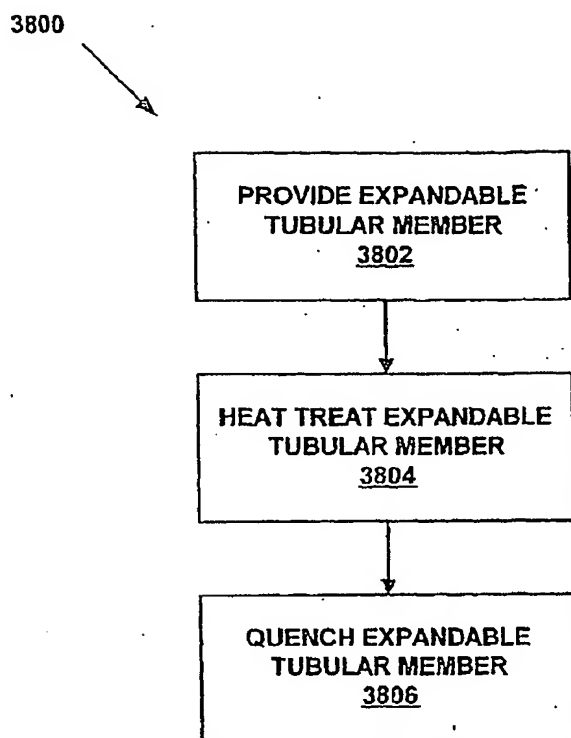 3800
PROVIDE EXPANDABLE
TUBULAR MEMBER
3802
HEAT TREAT EXPANDABLE
TUBULAR MEMBER
3804
QUENCH EXPANDABLE
TUBULAR MEMBER
3806